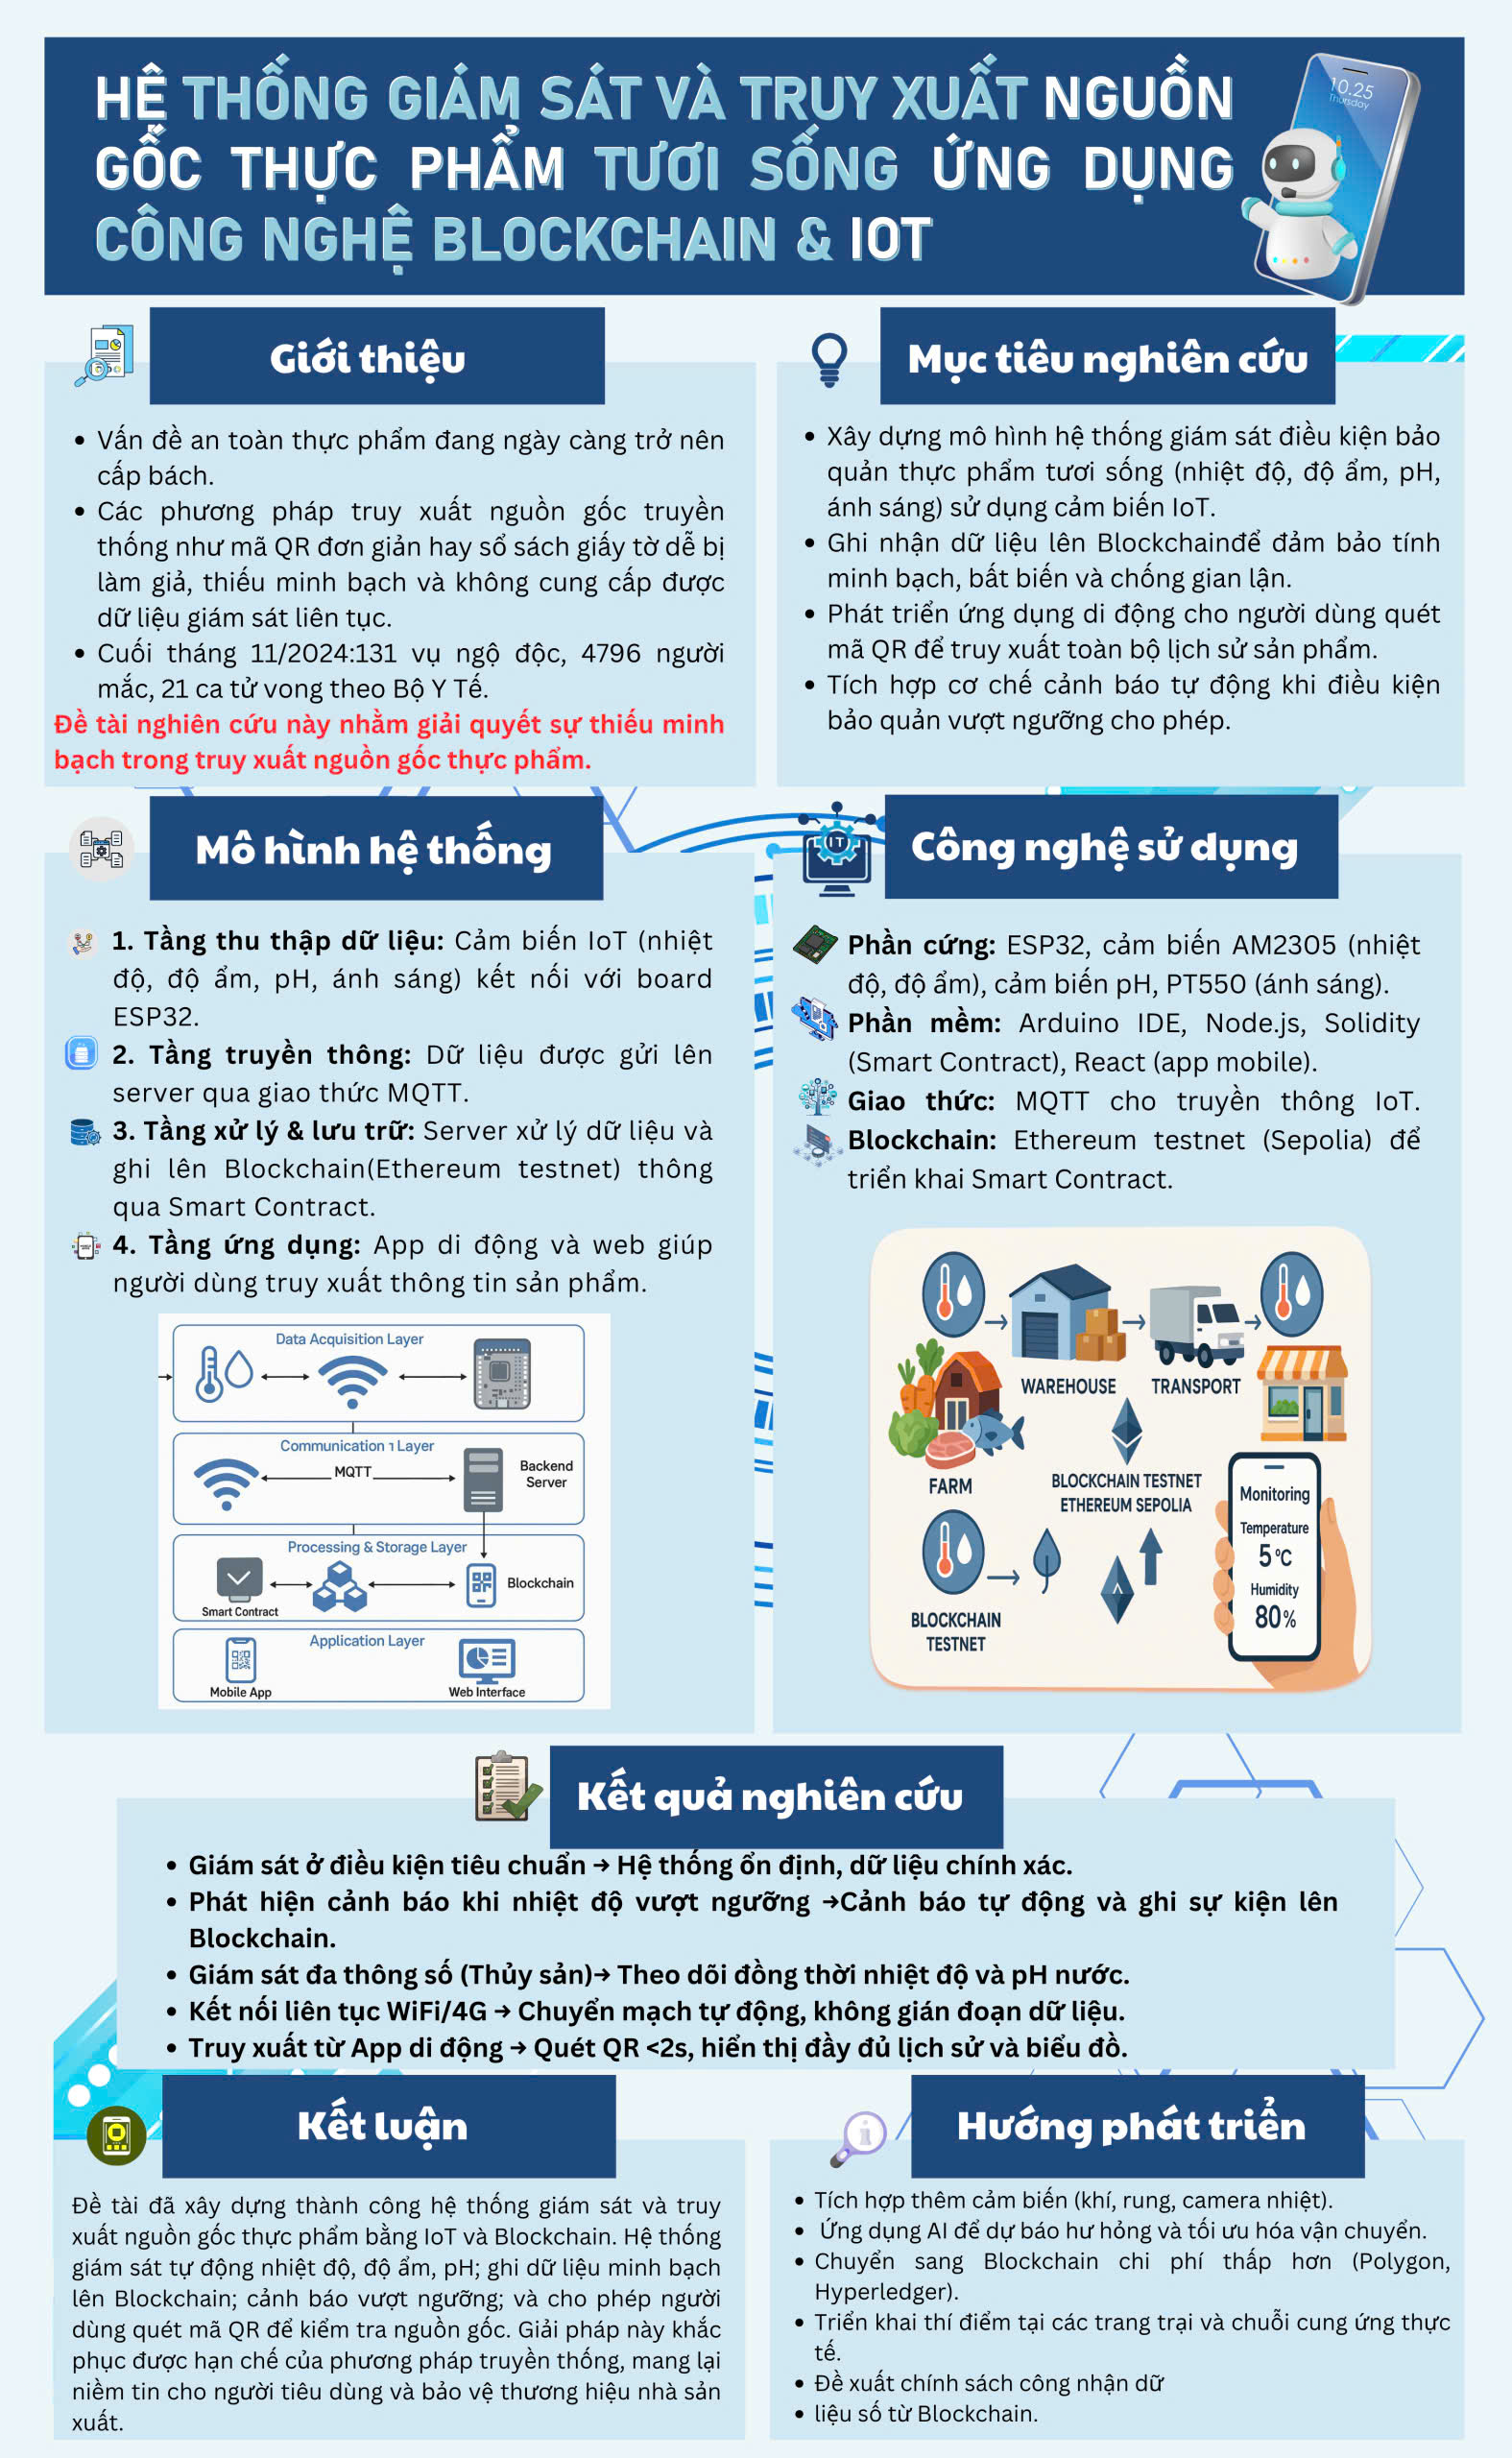 HỆ THỐNG GIÁM SÁT VÀ TRUY XUẤT NGUỒN
GỐC THỰC PHẨM TƯƠI SỐNG ỨNG DỤNG
CÔNG NGHỆ BLOCKCHAIN & IOT
10.25
Thursday
Giới thiệu
• Vấn đề an toàn thực phẩm đang ngày càng trở nên
cấp bách.
• Các phương pháp truy xuất nguồn gốc truyền
thống như mã QR đơn giản hay sổ sách giấy tờ dễ bị
làm giả, thiếu minh bạch và không cung cấp được
dữ liệu giám sát liên tục.
• Cuối tháng 11/2024:131 vụ ngộ độc, 4796 người
mắc, 21 ca tử vong theo Bộ Y Tế.
Đề tài nghiên cứu này nhằm giải quyết sự thiếu minh
bạch trong truy xuất nguồn gốc thực phẩm.
Mục tiêu nghiên cứu
• Xây dựng mô hình hệ thống giám sát điều kiện bảo
quản thực phẩm tươi sống (nhiệt độ, độ ẩm, pH,
ánh sáng) sử dụng cảm biến IoT.
• Ghi nhận dữ liệu lên Blockchainđể đảm bảo tính
minh bạch, bất biến và chống gian lận.
• Phát triển ứng dụng di động cho người dùng quét
mã QR để truy xuất toàn bộ lịch sử sản phẩm.
• Tích hợp cơ chế cảnh báo tự động khi điều kiện
bảo quản vượt ngưỡng cho phép.
Mô hình hệ thống
1. Tầng thu thập dữ liệu: Cảm biến IoT (nhiệt
độ, độ ẩm, pH, ánh sáng) kết nối với board
ESP32.
2. Tầng truyền thông: Dữ liệu được gửi lên
server qua giao thức MQTT.
3. Tầng xử lý & lưu trữ: Server xử lý dữ liệu và
ghi lên Blockchain(Ethereum testnet) thông
qua Smart Contract.
4. Tầng ứng dụng: App di động và web giúp
người dùng truy xuất thông tin sản phẩm.
Data Acquisition Layer
Communication 1 Layer
MQTT
Backend
Server
Processing & Storage Layer
Smart Contract
Blockchain
Application Layer
Mobile App
Web Interface
IT
Công nghệ sử dụng
Phần cứng: ESP32, cảm biến AM2305 (nhiệt
độ, độ ẩm), cảm biến pH, PT550 (ánh sáng).
Phần mềm: Arduino IDE, Node.js, Solidity
(Smart Contract), React (app mobile).
Giao thức: MQTT cho truyền thông IoT.
Blockchain: Ethereum testnet (Sepolia) để
triển khai Smart Contract.
WAREHOUSE
TRANSPORT
FARM
BLOCKCHAIN TESTNET
ETHEREUM SEPOLIA
BLOCKCHAIN
TESTNET
Monitoring
Temperature
5 °C
Humidity
80%
Kết quả nghiên cứu
• Giám sát ở điều kiện tiêu chuẩn → Hệ thống ổn định, dữ liệu chính xác.
• Phát hiện cảnh báo khi nhiệt độ vượt ngưỡng →Cảnh báo tự động và ghi sự kiện lên
Blockchain.
• Giám sát đa thông số (Thủy sản)→ Theo dõi đồng thời nhiệt độ và pH nước.
• Kết nối liên tục WiFi/4G → Chuyển mạch tự động, không gián đoạn dữ liệu.
• Truy xuất từ App di động → Quét QR <2s, hiển thị đầy đủ lịch sử và biểu đồ.
Kết luận
Đề tài đã xây dựng thành công hệ thống giám sát và truy
xuất nguồn gốc thực phẩm bằng IoT và Blockchain. Hệ thống
giám sát tự động nhiệt độ, độ ẩm, pH; ghi dữ liệu minh bạch
lên Blockchain; cảnh báo vượt ngưỡng; và cho phép người
dùng quét mã QR để kiểm tra nguồn gốc. Giải pháp này khắc
phục được hạn chế của phương pháp truyền thống, mang lại
niềm tin cho người tiêu dùng và bảo vệ thương hiệu nhà sản
xuất.
Hướng phát triển
• Tích hợp thêm cảm biến (khí, rung, camera nhiệt).
• Ứng dụng AI để dự báo hư hỏng và tối ưu hóa vận chuyển.
• Chuyển sang Blockchain chi phí thấp hơn (Polygon,
Hyperledger).
• Triển khai thí điểm tại các trang trại và chuỗi cung ứng thực
tế.
• Đề xuất chính sách công nhận dữ
• liệu số từ Blockchain.